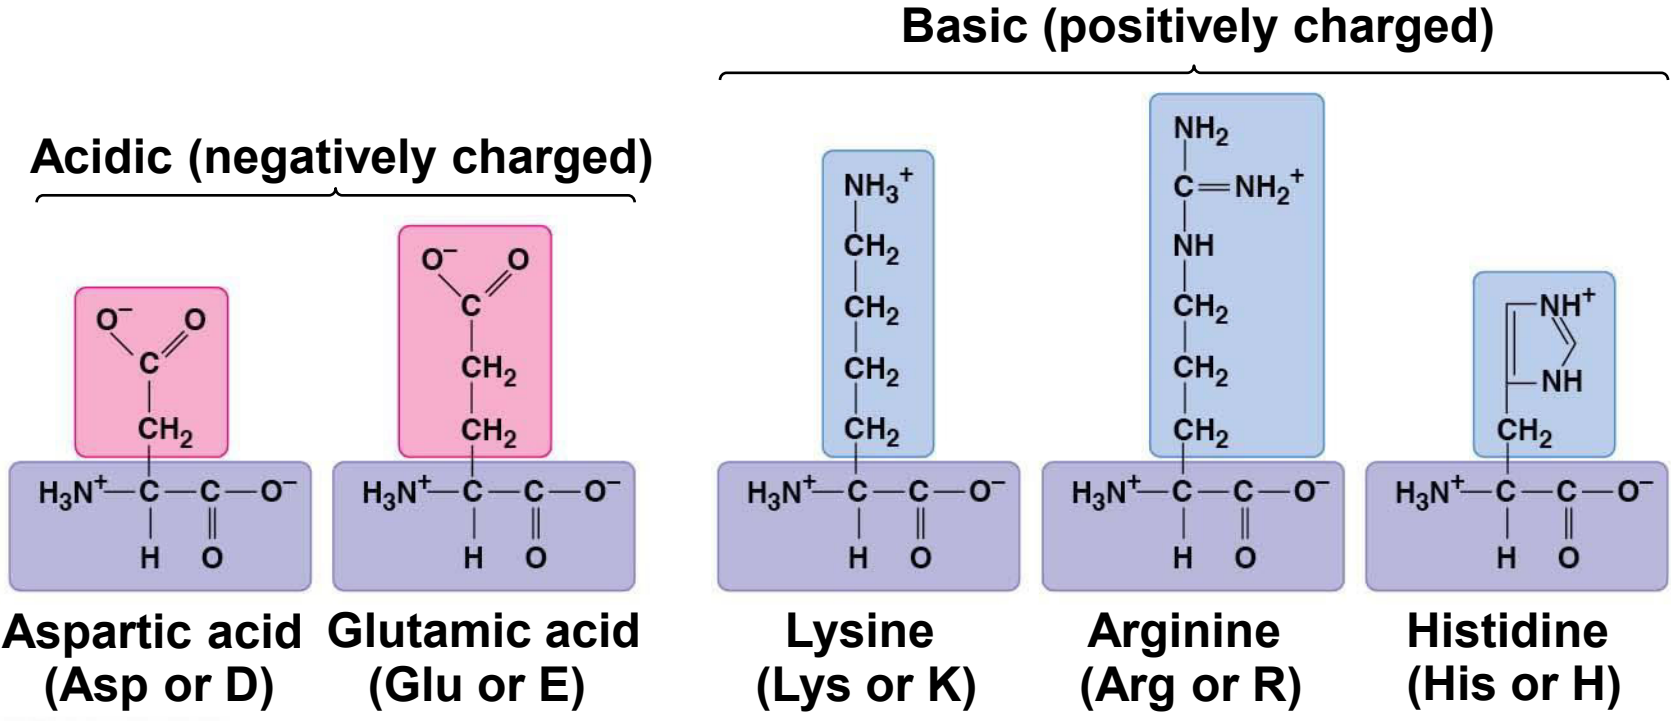 Basic (positively charged)
Acidic (negatively charged)
O⁻ O
C
CH₂
H₃N⁺—C—C—O⁻
H O
Aspartic acid
(Asp or D)
O⁻ O
C
CH₂
CH₂
H₃N⁺—C—C—O⁻
H O
Glutamic acid
(Glu or E)
NH₃⁺
CH₂
CH₂
CH₂
CH₂
H₃N⁺—C—C—O⁻
H O
Lysine
(Lys or K)
NH₂
C=NH₂⁺
NH
CH₂
CH₂
CH₂
H₃N⁺—C—C—O⁻
H O
Arginine
(Arg or R)
NH⁺
NH
CH₂
H₃N⁺—C—C—O⁻
H O
Histidine
(His or H)